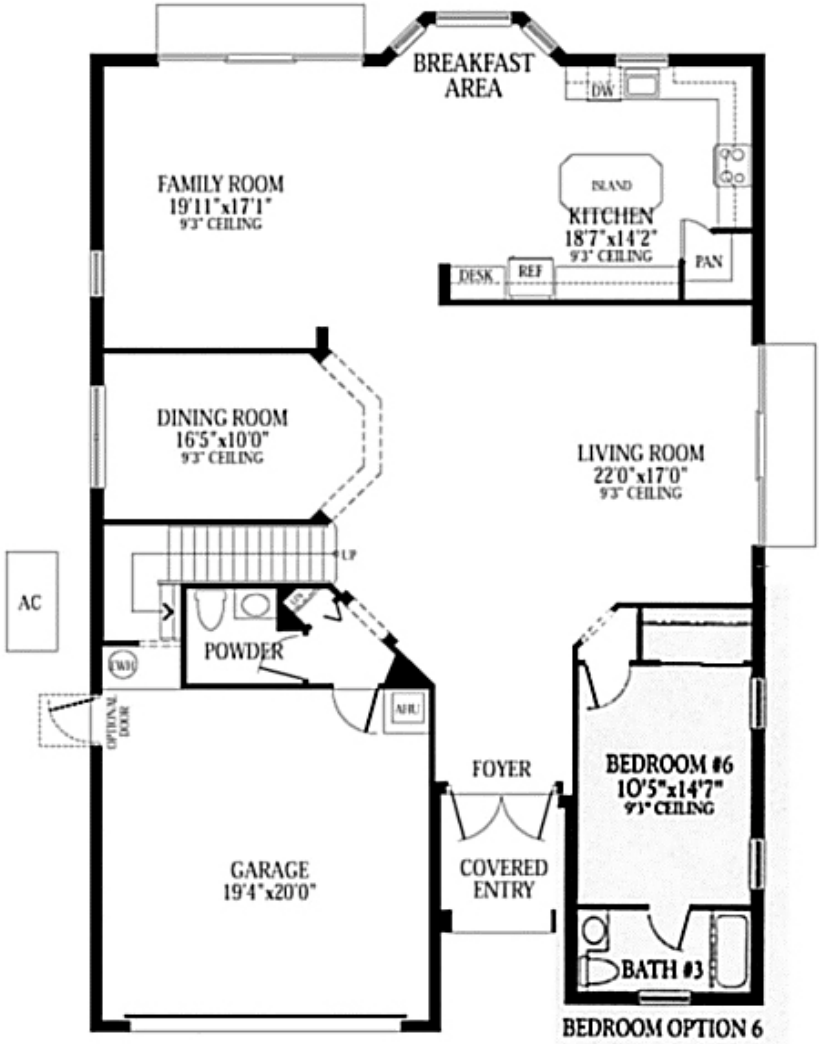 BREAKFAST
AREA
DW
FAMILY ROOM
19'11"x17'1"
9'3" CEILING
ISLAND
KITCHEN
18'7"x14'2"
9'3" CEILING
PAN
DESK
REF
DINING ROOM
16'5"x10'0"
9'3" CEILING
LIVING ROOM
22'0"x17'0"
9'3" CEILING
UP
AC
POWDER
WH
OPTIONAL
DOOR
AHU
FOYER
BEDROOM #6
10'5"x14'7"
9'3" CEILING
COVERED
ENTRY
GARAGE
19'4"x20'0"
BATH #3
BEDROOM OPTION 6